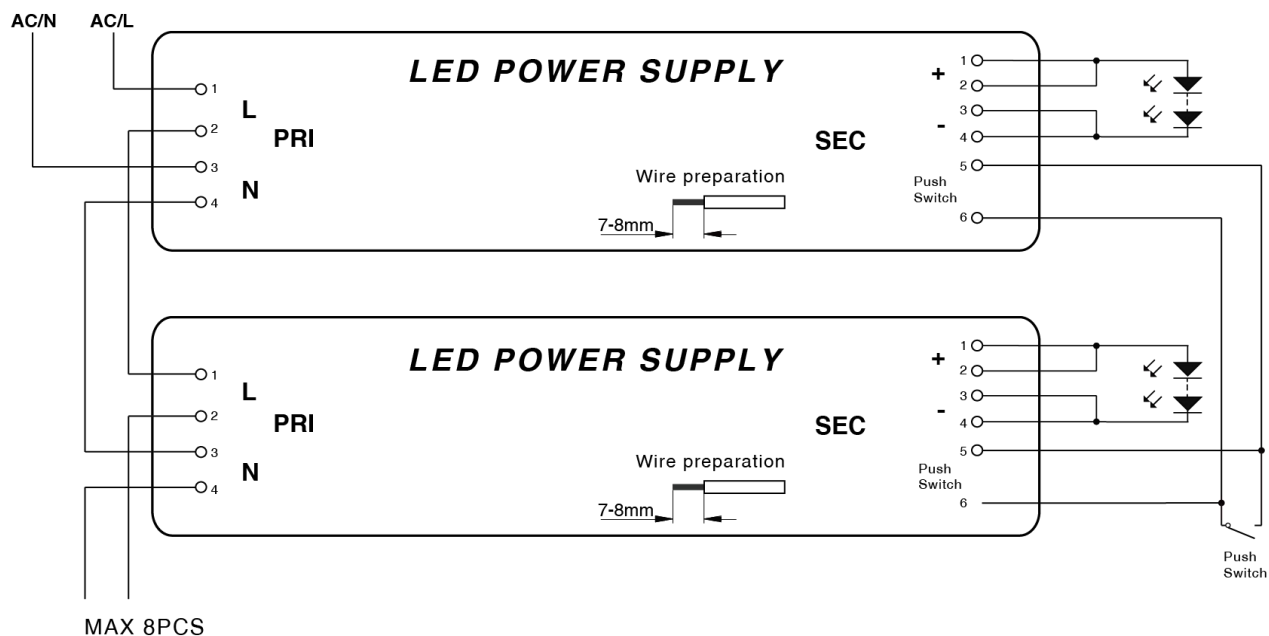 AC/N AC/L
LED POWER SUPPLY
1
L
2
PRI
3
N
4
SEC
+
1
2
3
-
4
5
Push
Switch
6
Wire preparation
7-8mm
LED POWER SUPPLY
1
L
2
PRI
3
N
4
SEC
+
1
2
3
-
4
5
Push
Switch
6
Wire preparation
7-8mm
Push
Switch
MAX 8PCS